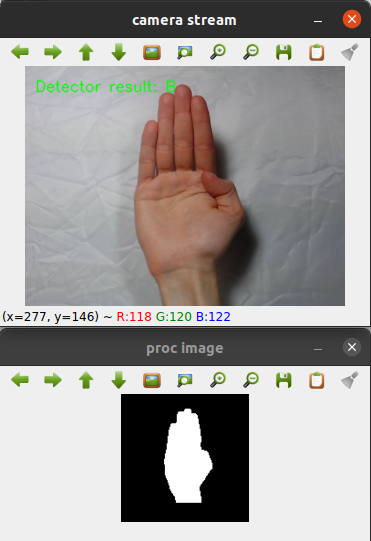 camera stream
Detector result: B
(x=277, y=146) ~ R:118 G:120 B:122
proc image